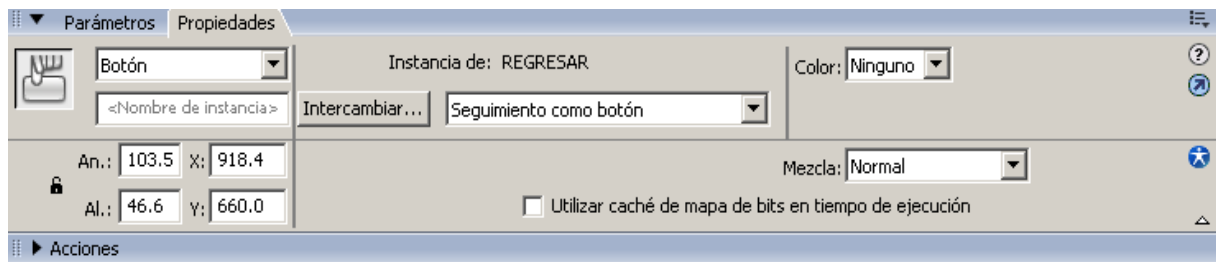 Parámetros Propiedades
Botón Instancia de: REGRESAR Color: Ninguno
<Nombre de instancia> Intercambiar... Seguimiento como botón
An.: 103.5 X: 918.4 Mezcla: Normal
Al.: 46.6 Y: 660.0 Utilizar caché de mapa de bits en tiempo de ejecución
Acciones